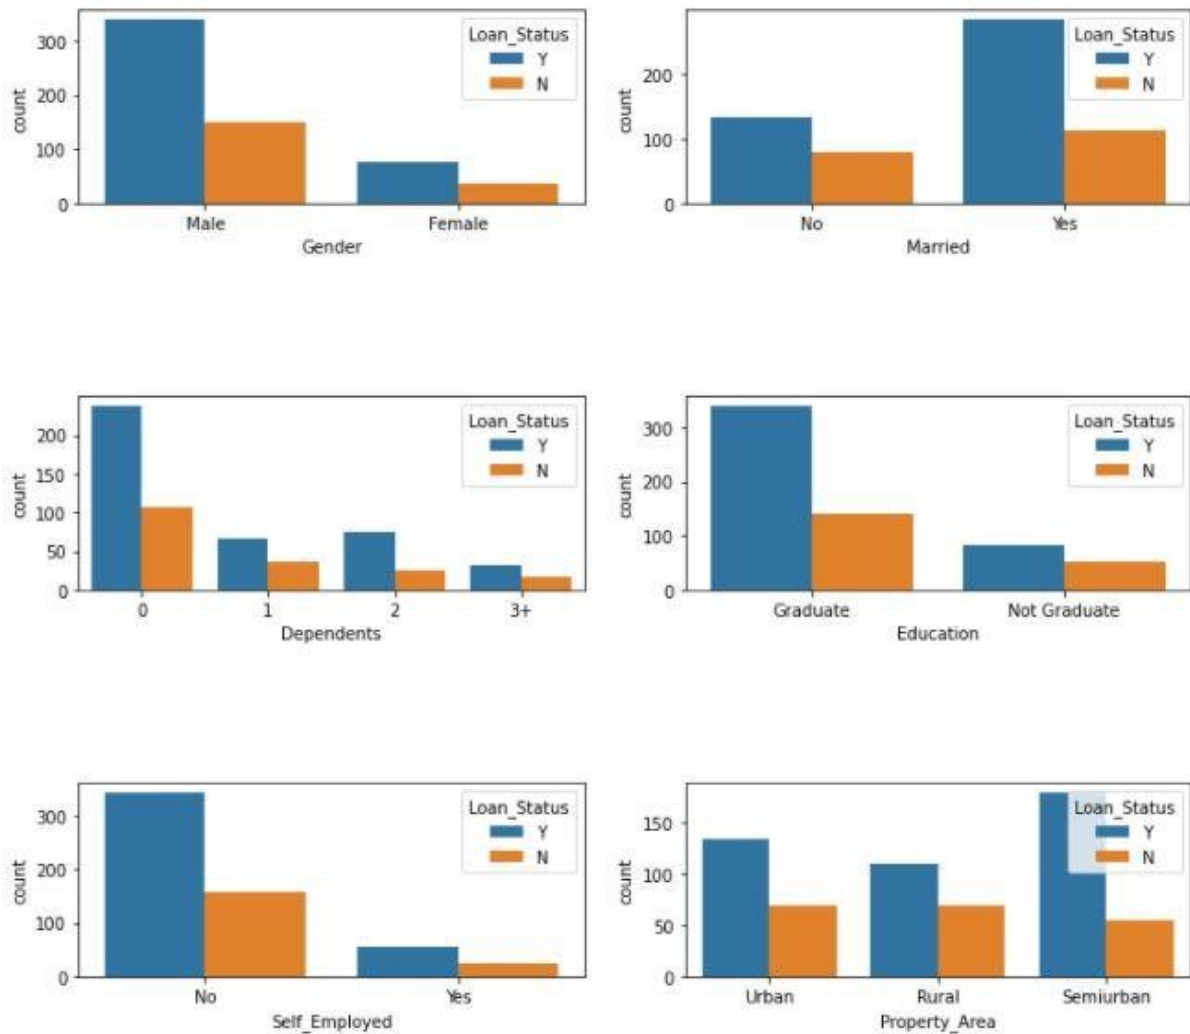 Loan_Status
Y
N
300
200
100
0
count
Male
Female
Gender
Loan_Status
Y
N
200
100
0
count
No
Yes
Married
Loan_Status
Y
N
200
150
100
50
0
count
0
1
2
3+
Dependents
Loan_Status
Y
N
300
200
100
0
count
Graduate
Not Graduate
Education
Loan_Status
Y
N
300
200
100
0
count
No
Yes
Self_Employed
Loan_Status
Y
N
150
100
50
0
count
Urban
Rural
Semiurban
Property_Area